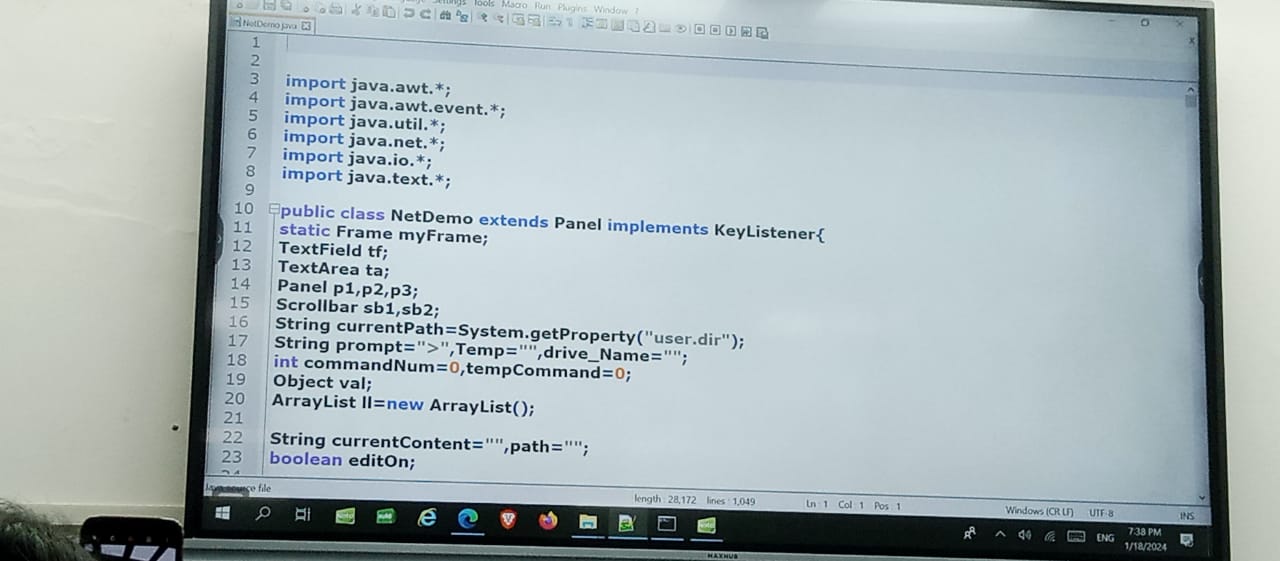 Settings Tools Macro Run Plugins Window ?
NetDemo.java
1
2
3 import java.awt.*;
4 import java.awt.event.*;
5 import java.util.*;
6 import java.net.*;
7 import java.io.*;
8 import java.text.*;
9
10 public class NetDemo extends Panel implements KeyListener{
11 static Frame myFrame;
12 TextField tf;
13 TextArea ta;
14 Panel p1,p2,p3;
15 Scrollbar sb1,sb2;
16 String currentPath=System.getProperty("user.dir");
17 String prompt=">",Temp="",drive_Name="";
18 int commandNum=0,tempCommand=0;
19 Object val;
20 ArrayList ll=new ArrayList();
21
22 String currentContent="",path="";
23 boolean editOn;
Java source file length : 28,172 lines : 1,049 Ln : 1 Col : 1 Pos : 1 Windows (CR LF) UTF-8 INS
ENG 7:38 PM
1/18/2024
MAXHUB